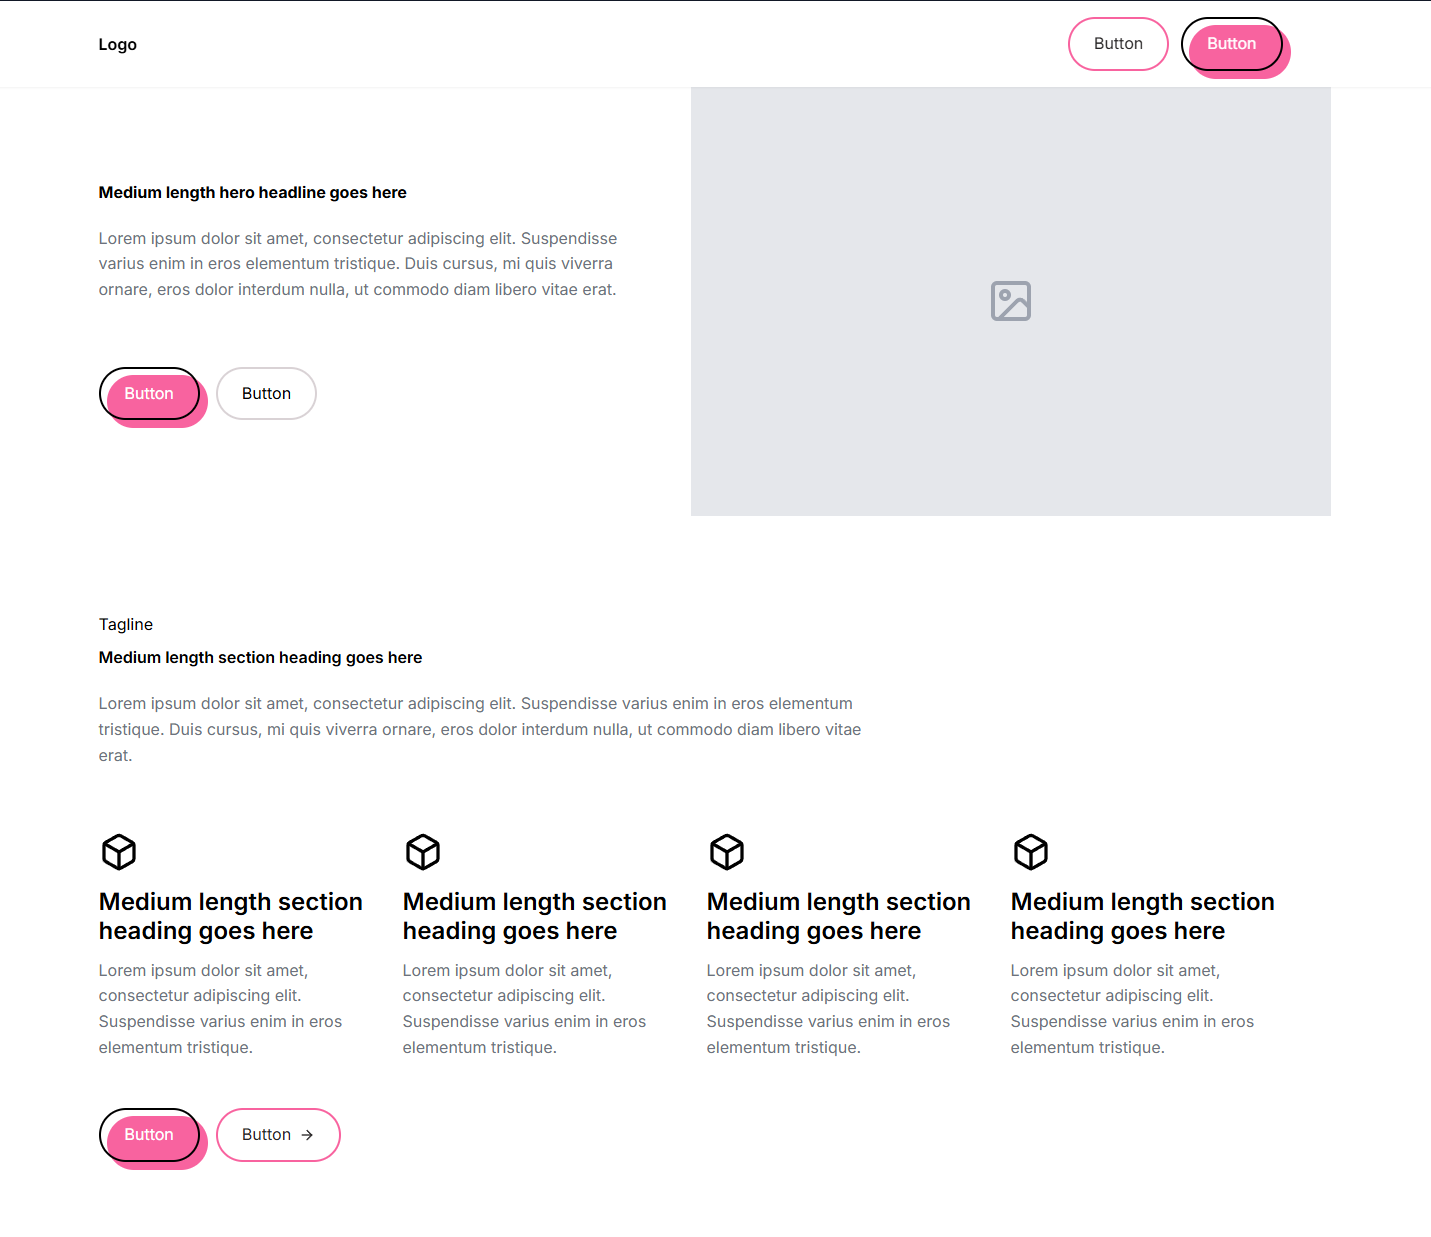 Logo
Button
Button
Medium length hero headline goes here
Lorem ipsum dolor sit amet, consectetur adipiscing elit. Suspendisse
varius enim in eros elementum tristique. Duis cursus, mi quis viverra
ornare, eros dolor interdum nulla, ut commodo diam libero vitae erat.
Button
Button
Tagline
Medium length section heading goes here
Lorem ipsum dolor sit amet, consectetur adipiscing elit. Suspendisse varius enim in eros elementum
tristique. Duis cursus, mi quis viverra ornare, eros dolor interdum nulla, ut commodo diam libero vitae
erat.
Medium length section
heading goes here
Lorem ipsum dolor sit amet,
consectetur adipiscing elit.
Suspendisse varius enim in eros
elementum tristique.
Medium length section
heading goes here
Lorem ipsum dolor sit amet,
consectetur adipiscing elit.
Suspendisse varius enim in eros
elementum tristique.
Medium length section
heading goes here
Lorem ipsum dolor sit amet,
consectetur adipiscing elit.
Suspendisse varius enim in eros
elementum tristique.
Medium length section
heading goes here
Lorem ipsum dolor sit amet,
consectetur adipiscing elit.
Suspendisse varius enim in eros
elementum tristique.
Button
Button →